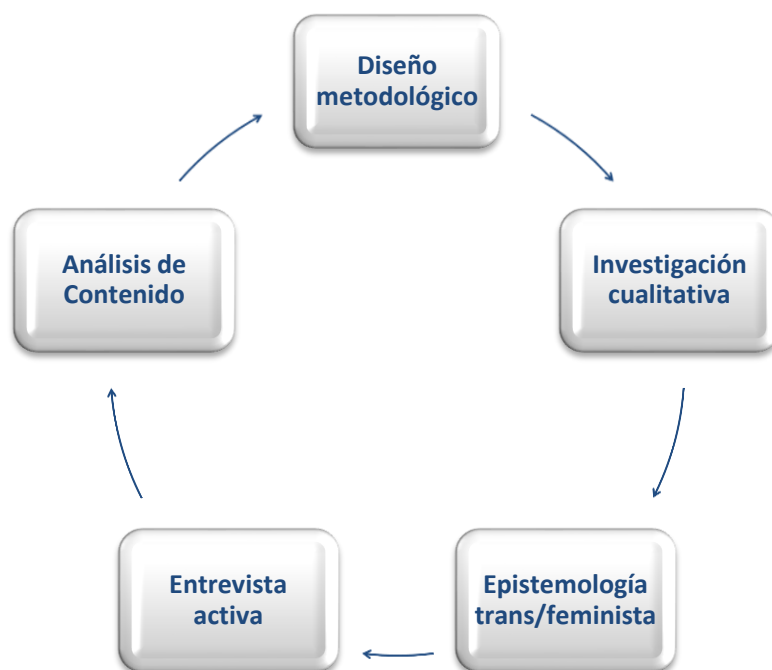 Diseño
metodológico
Investigación
cualitativa
Epistemología
trans/feminista
Entrevista
activa
Análisis de
Contenido